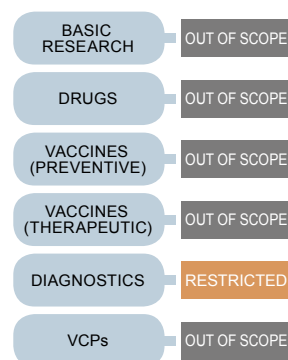 BASIC
RESEARCH
OUT OF SCOPE
DRUGS
OUT OF SCOPE
VACCINES
(PREVENTIVE)
OUT OF SCOPE
VACCINES
(THERAPEUTIC)
OUT OF SCOPE
DIAGNOSTICS
RESTRICTED
VCPs
OUT OF SCOPE